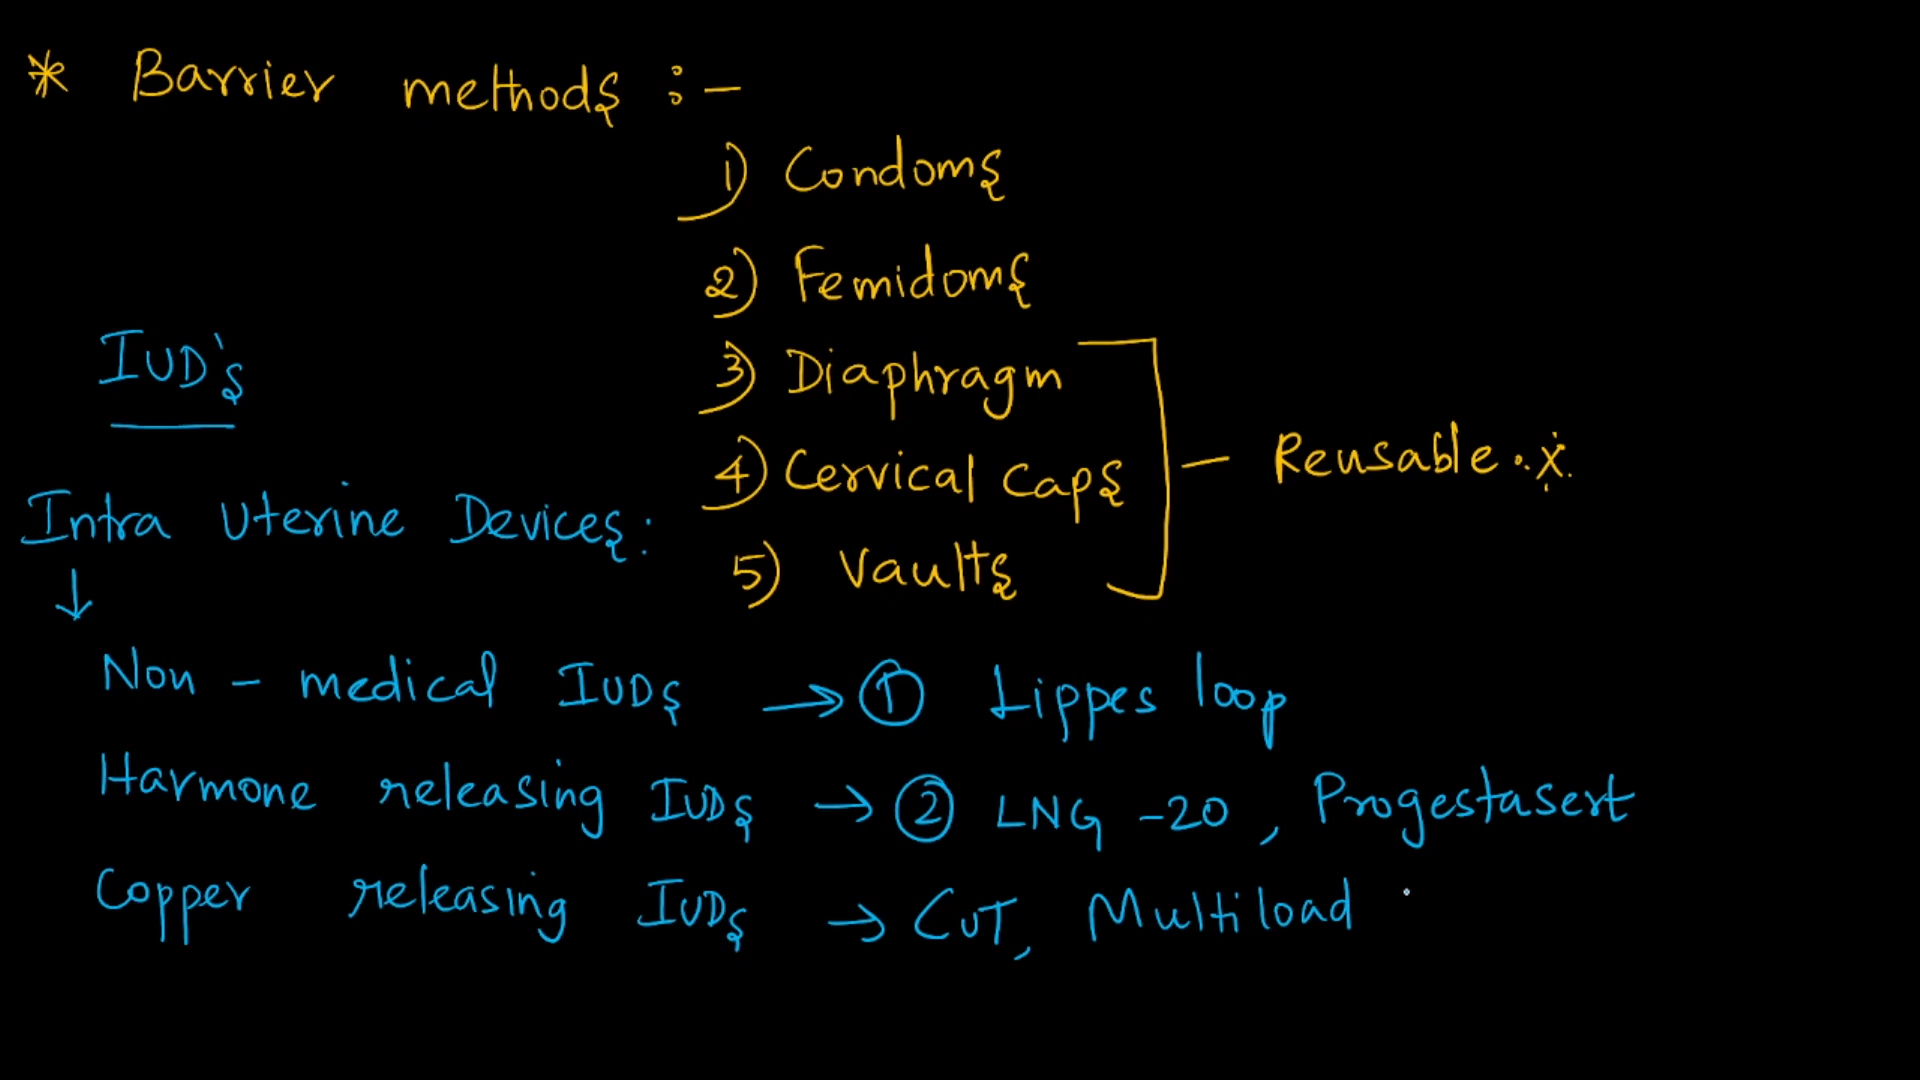 * Barrier methods :-
1) Condoms
2) Femidoms
3) Diaphragm
4) Cervical Caps
5) Vaults
— Reusable.
IUD's
Intra Uterine Devices:
↓
Non - medical IUDs → ① Lippes loop
Harmone releasing IUDs → ② LNG -20, Progestasert
Copper releasing IUDs → CuT, Multiload